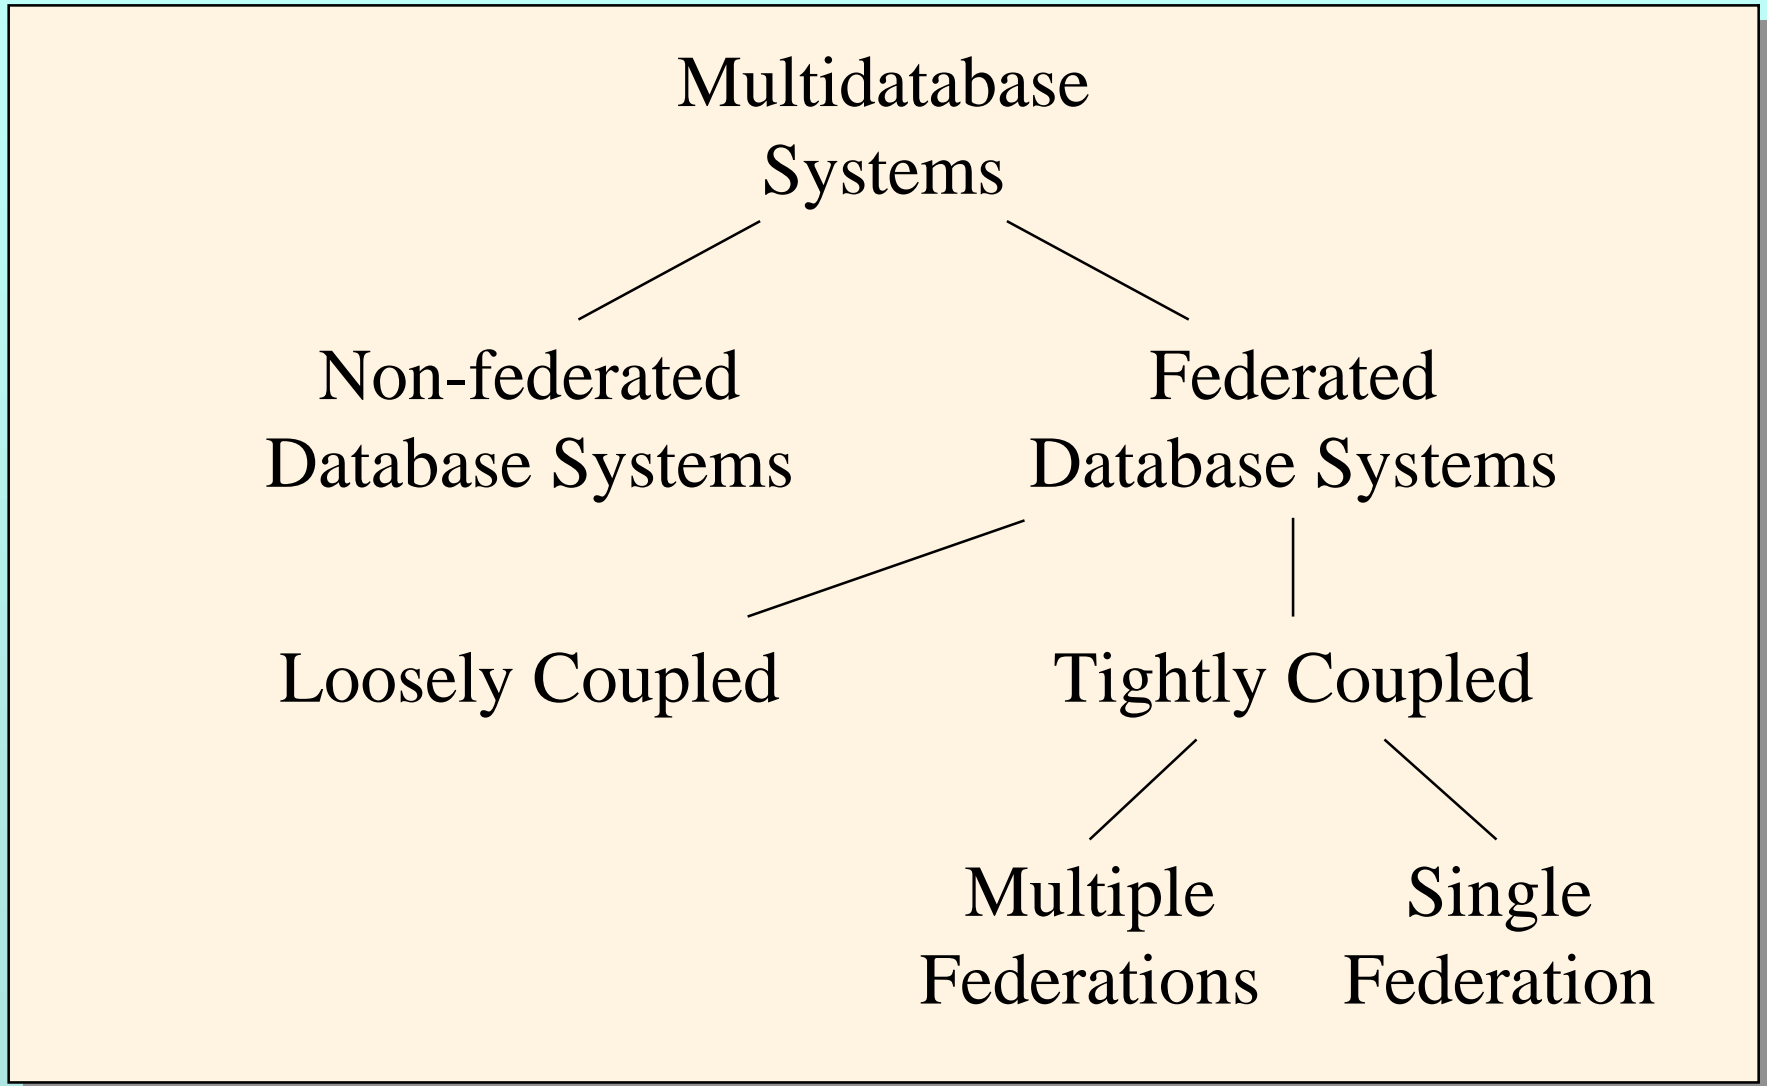 Multidatabase
Systems
Non-federated
Database Systems
Federated
Database Systems
Loosely Coupled
Tightly Coupled
Multiple
Federations
Single
Federation